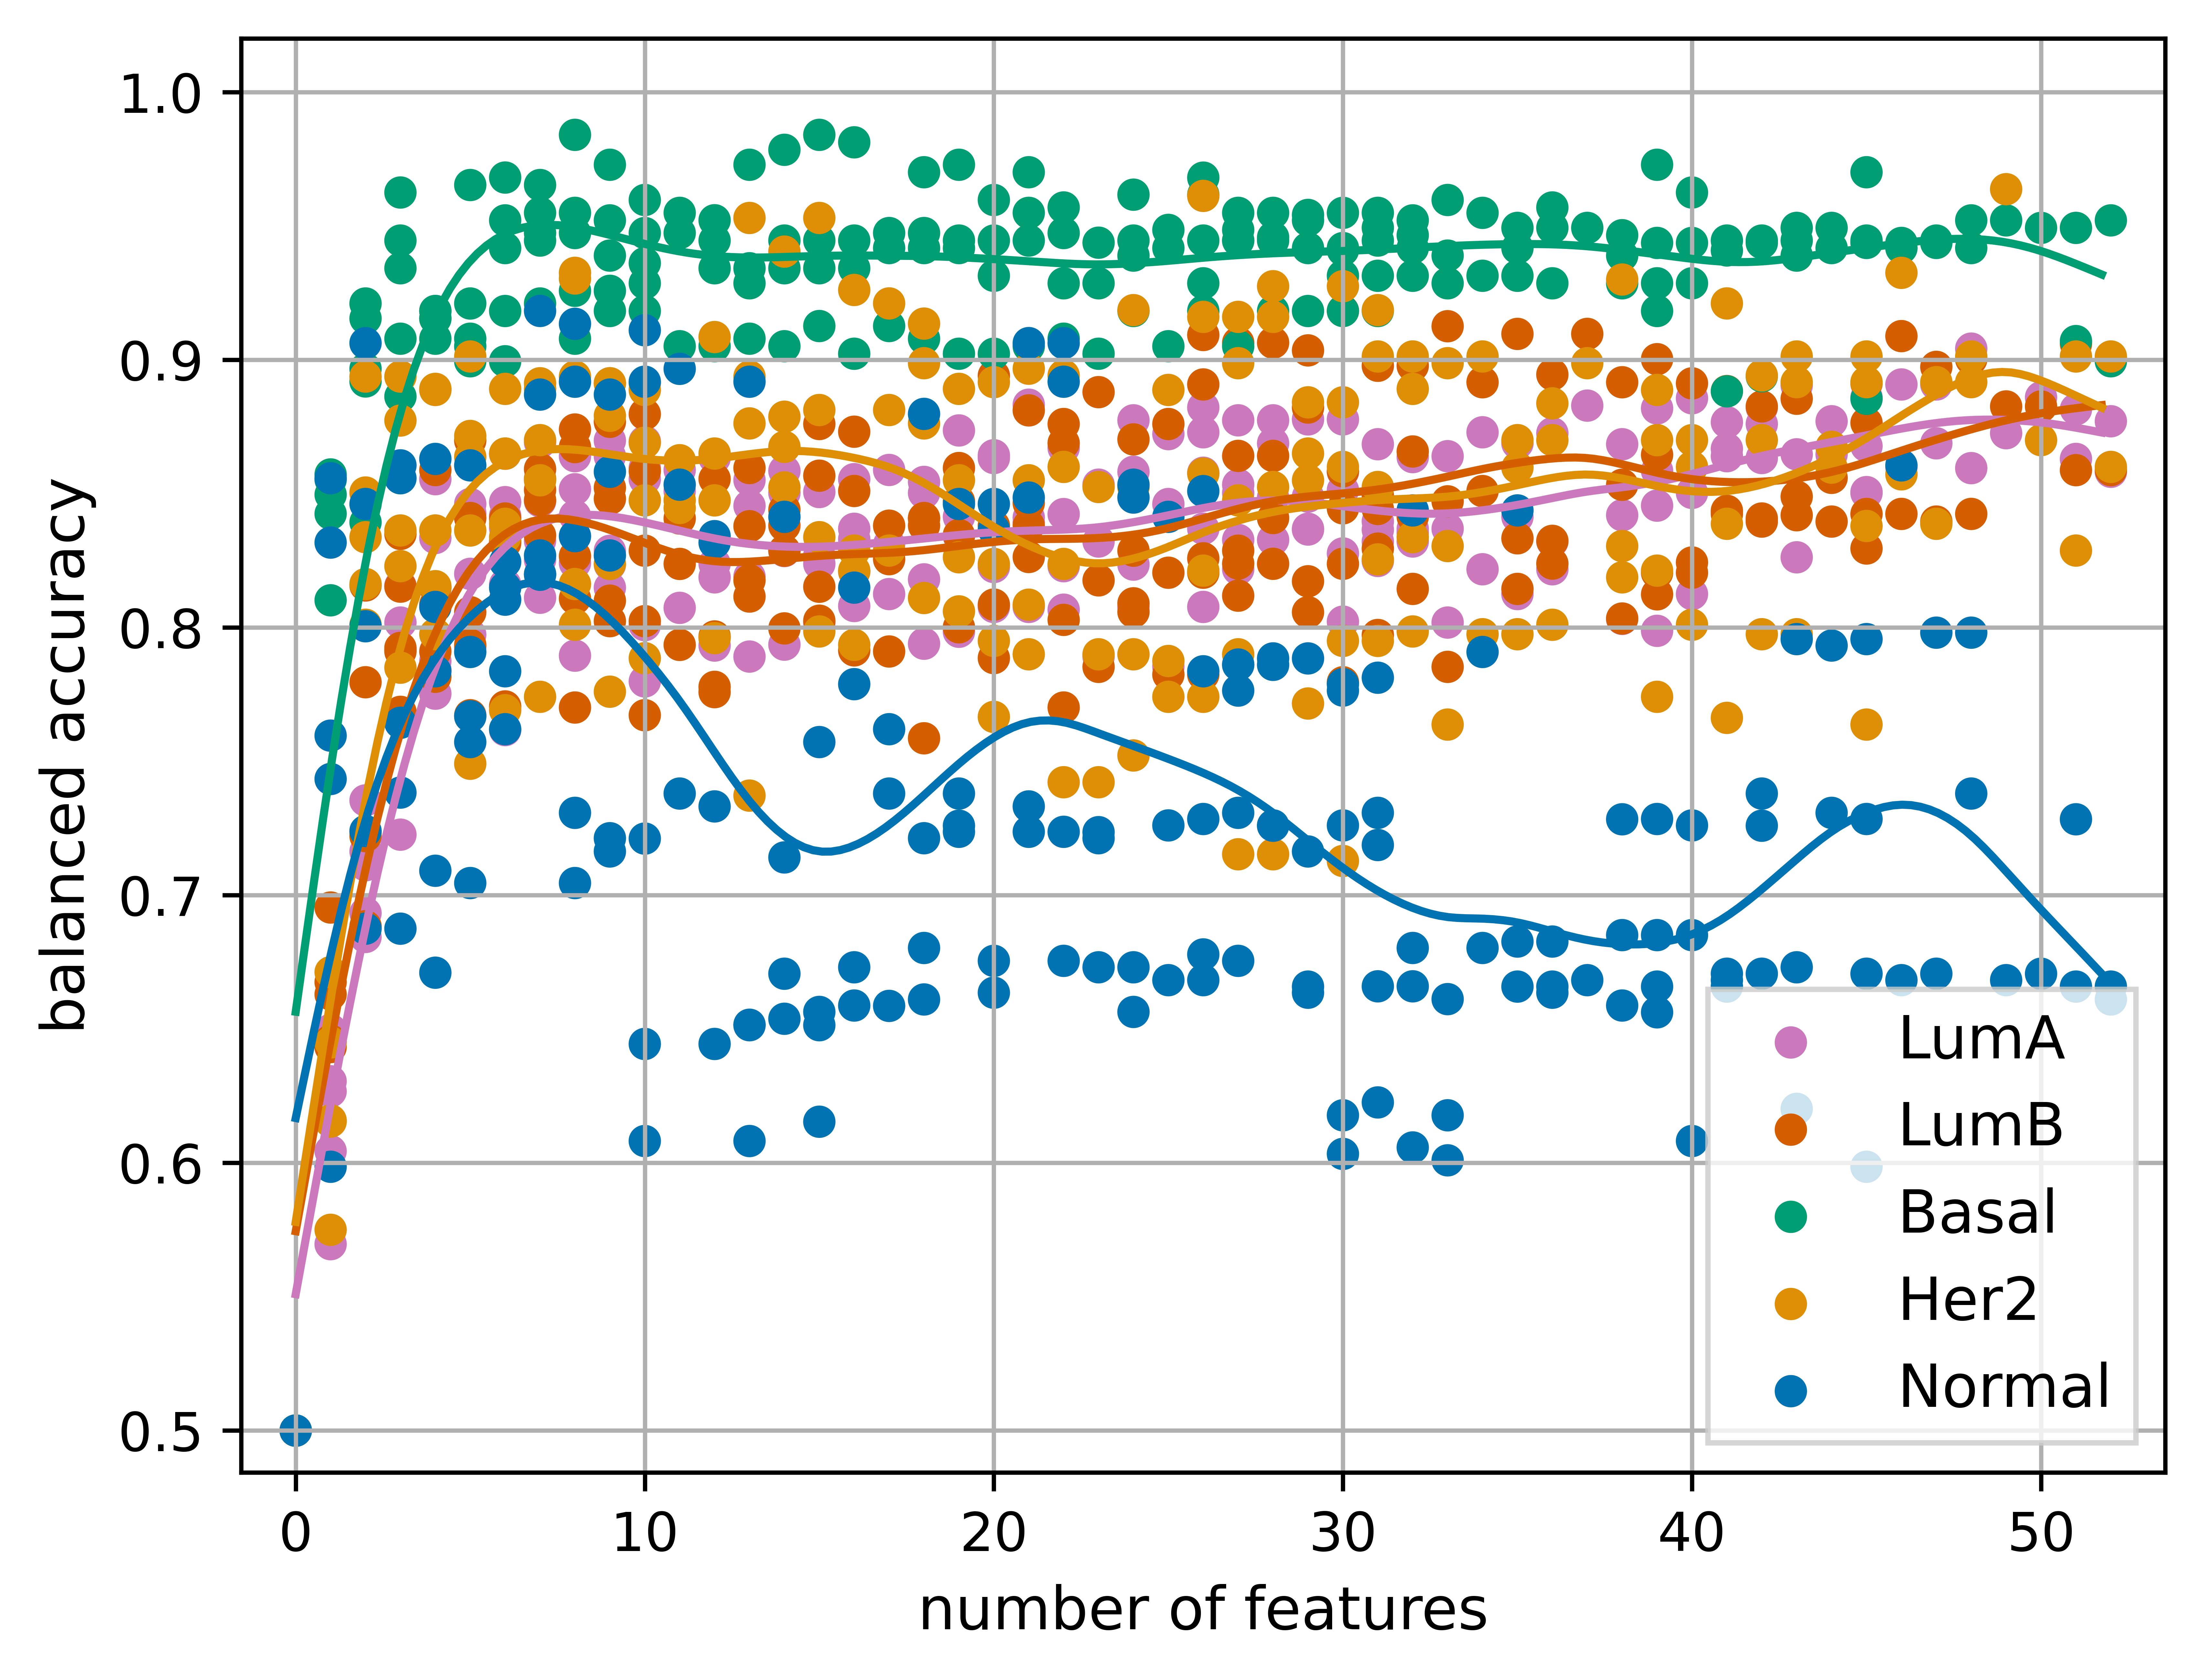 1.0
0.9
0.8
0.7
0.6
0.5
balanced accuracy
0 10 20 30 40 50
number of features
LumA
LumB
Basal
Her2
Normal